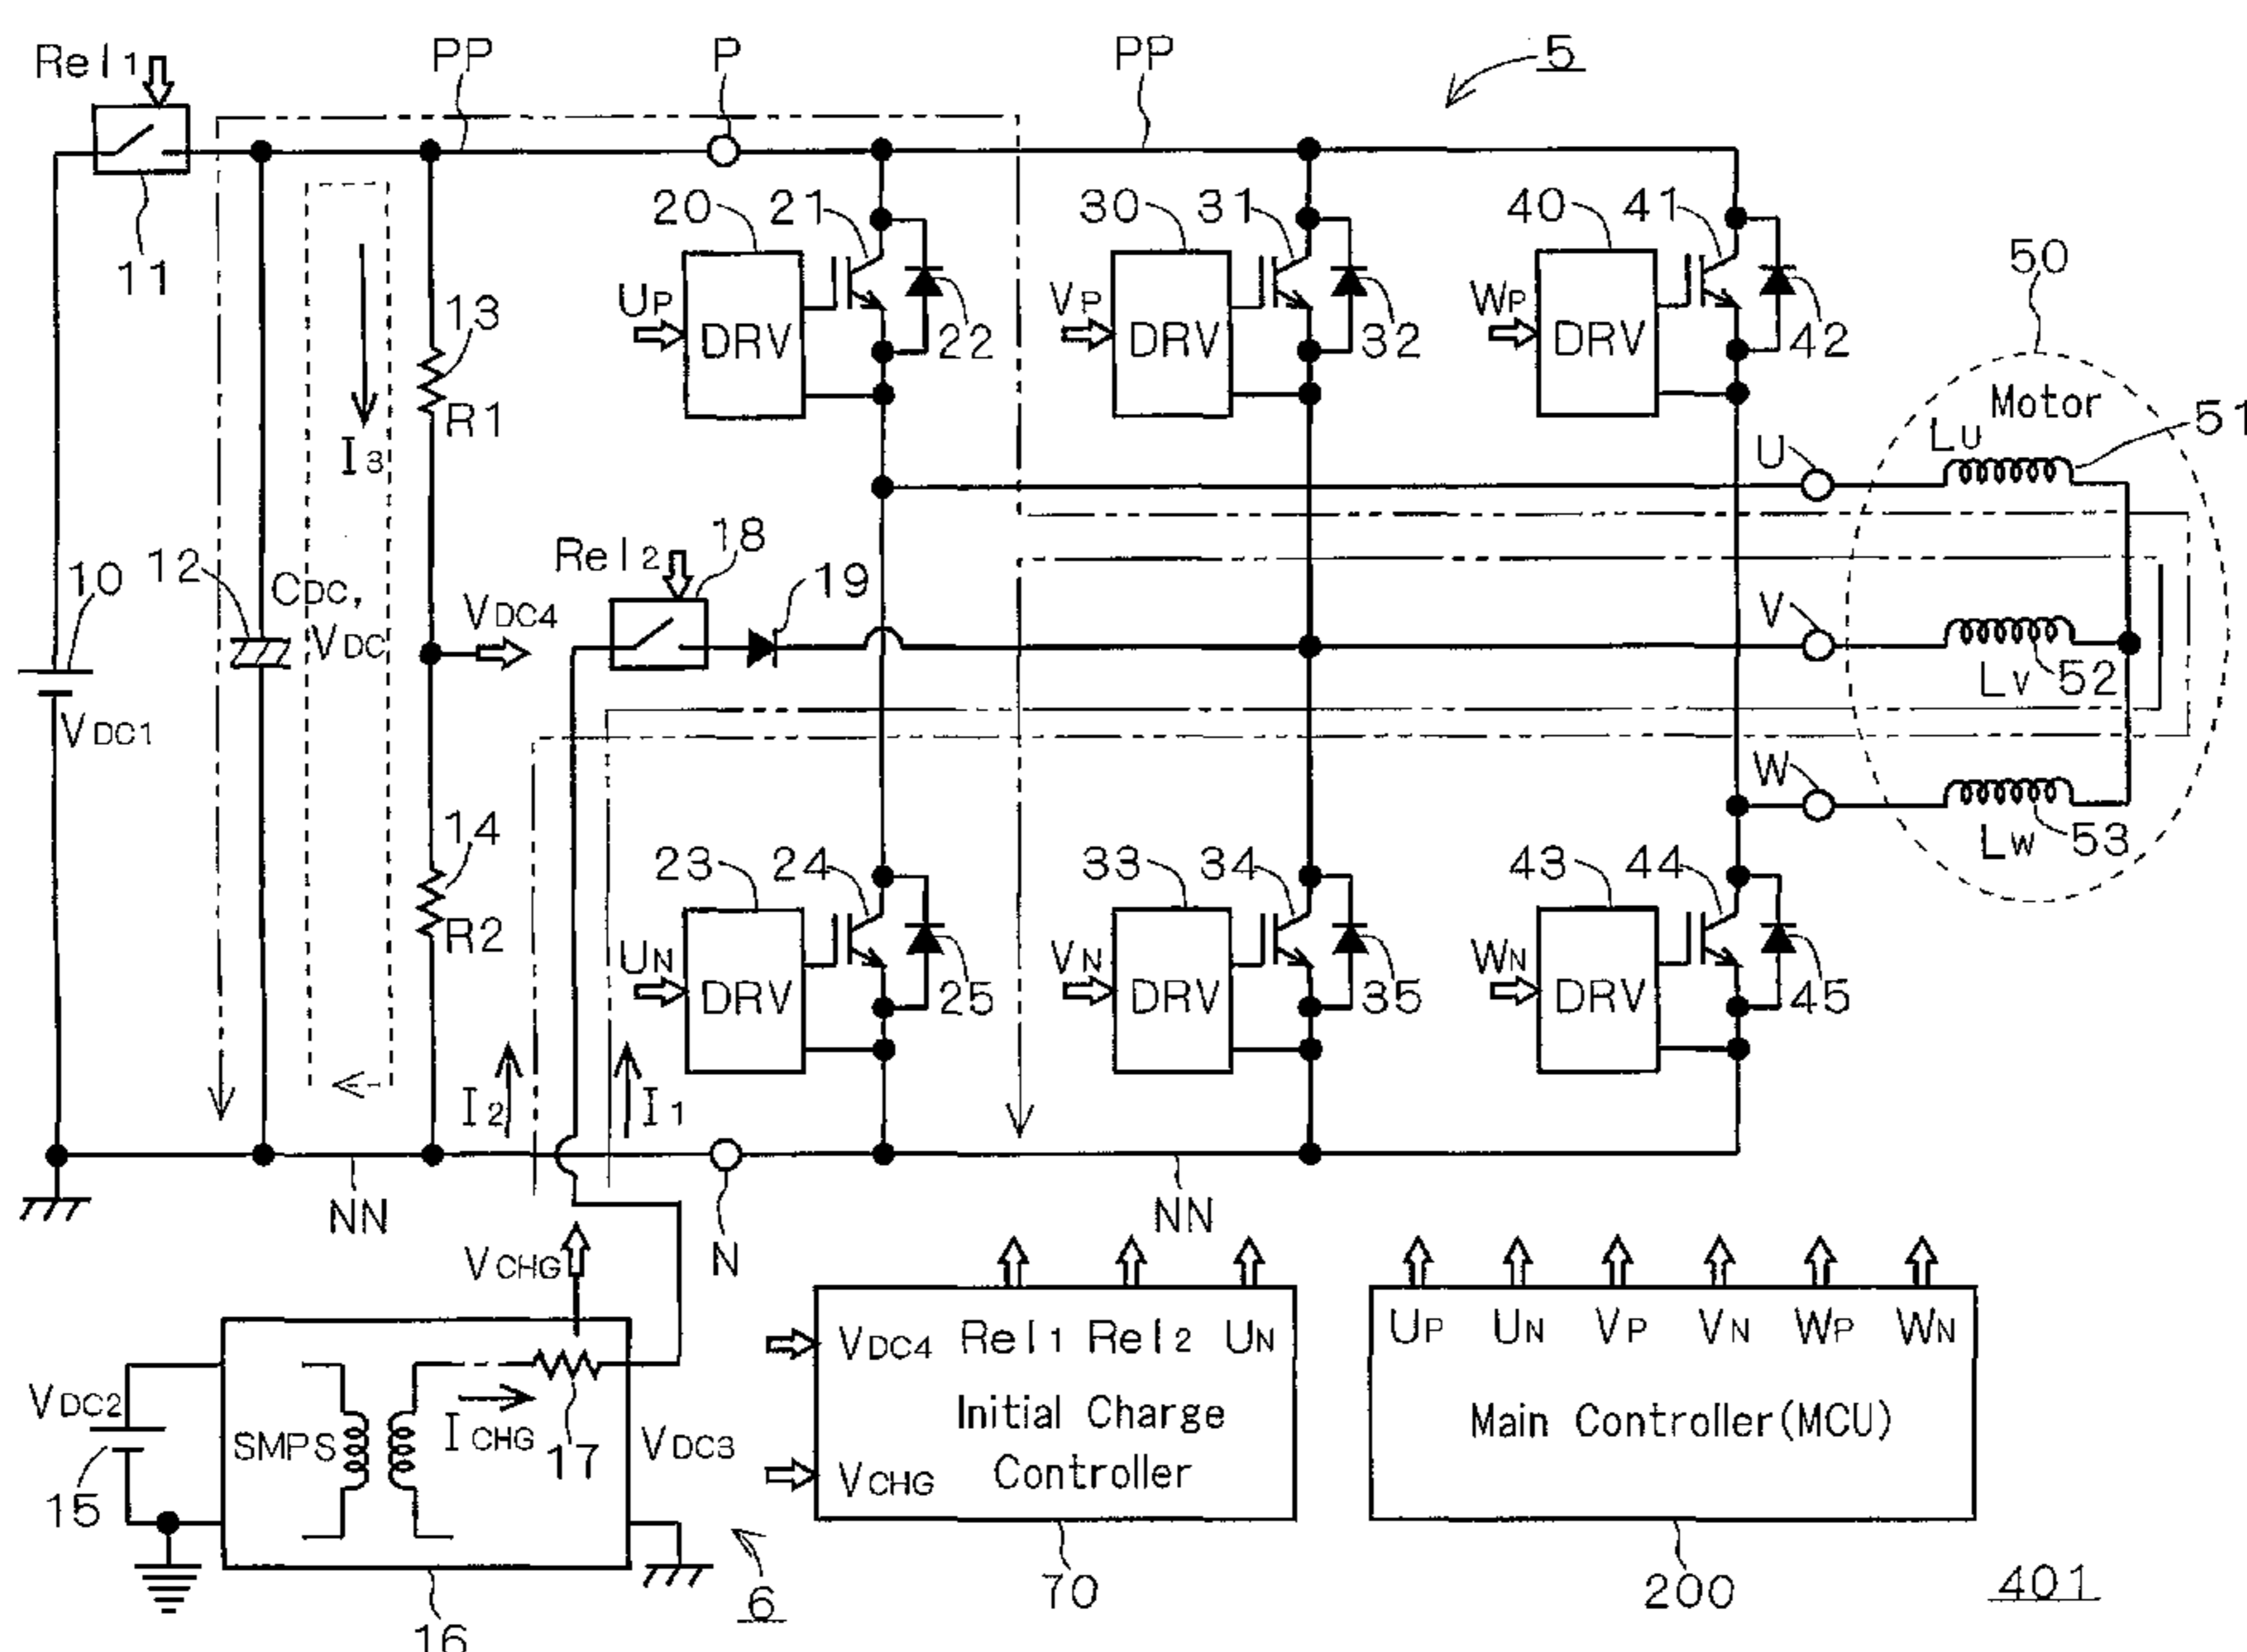 Rel1
PP
P
PP
5
11
20
21
30
31
40
41
50
UP
DRV
22
VP
DRV
32
WP
DRV
42
Motor
13
R1
I3
LU
51
U
10
12
CDC,
VDC
VDC4
Rel2
18
19
V
LV
52
VDC1
W
LW
53
14
R2
23
24
33
34
43
44
UN
DRV
25
VN
DRV
35
WN
DRV
45
I2
I1
NN
N
NN
VCHG
VDC2
15
SMPS
ICHG
17
VDC3
16
6
VDC4 Rel1 Rel2 UN
Initial Charge
VCHG Controller
70
UP UN VP VN WP WN
Main Controller(MCU)
200
401